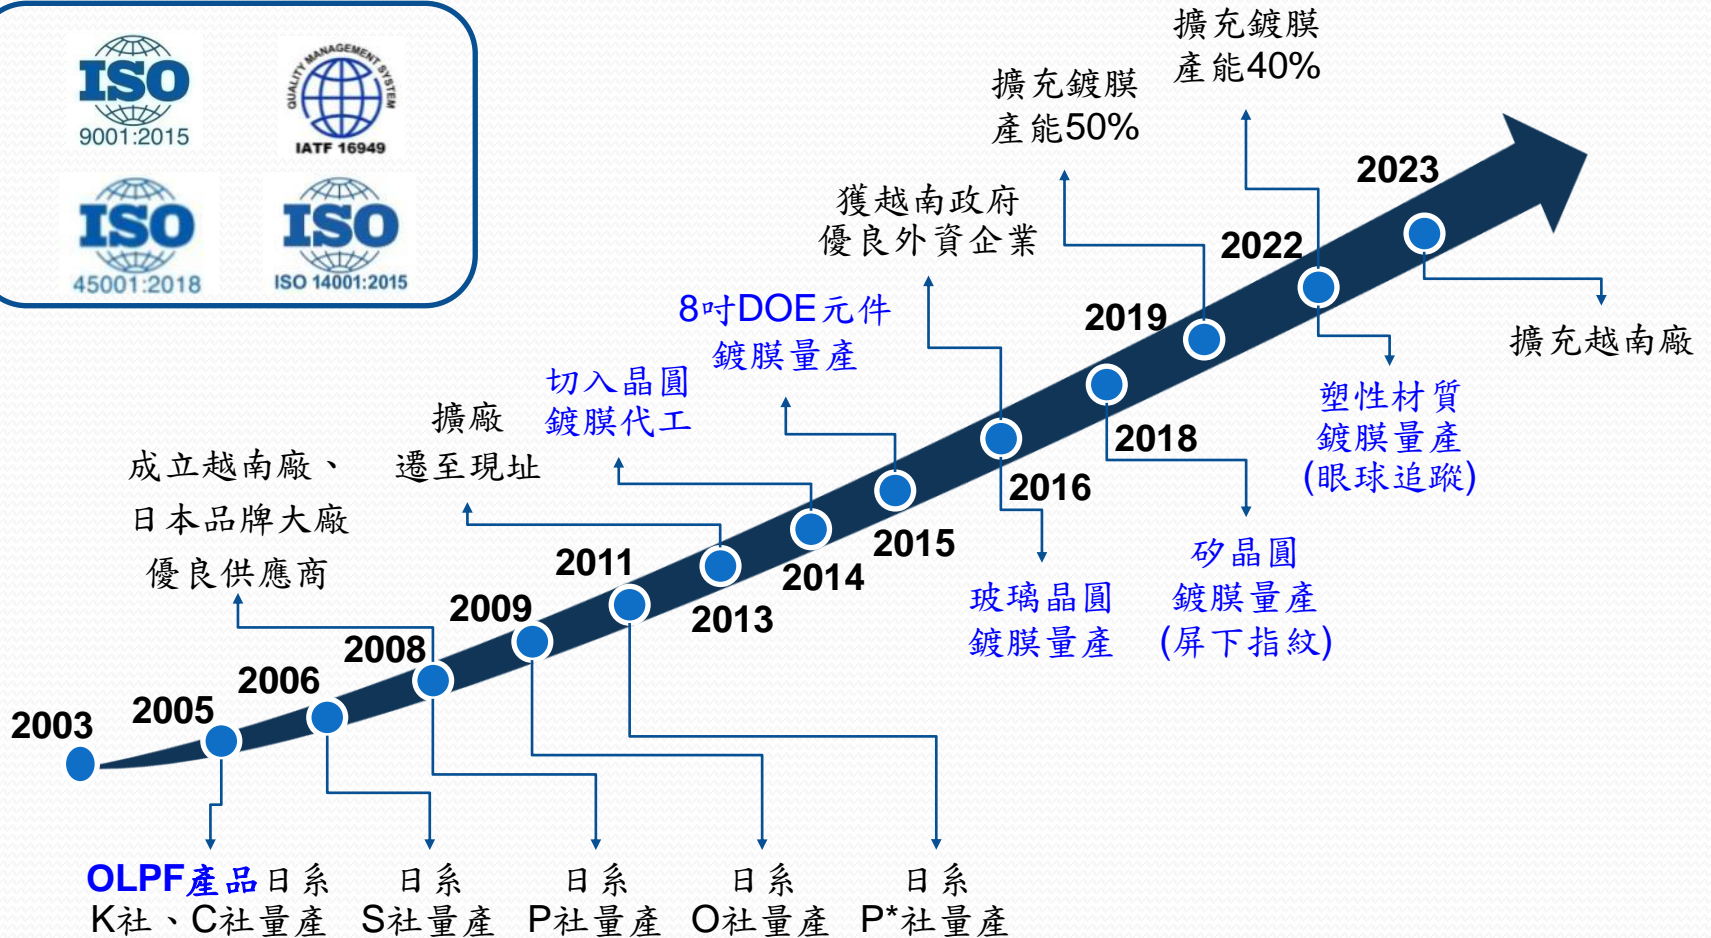 ISO
9001:2015
QUALITY MANAGEMENT SYSTEM
IATF 16949
ISO
45001:2018
ISO
ISO 14001:2015
2003
2005
OLPF產品日系
K社、C社量產
2006
日系
S社量產
2008
成立越南廠、
日本品牌大廠
優良供應商
日系
P社量產
2009
日系
O社量產
2011
日系
P*社量產
2013
擴廠
遷至現址
2014
切入晶圓
鍍膜代工
2015
8吋DOE元件
鍍膜量產
2016
獲越南政府
優良外資企業
玻璃晶圓
鍍膜量產
2018
矽晶圓
鍍膜量產
(屏下指紋)
2019
擴充鍍膜
產能50%
2022
擴充鍍膜
產能40%
塑性材質
鍍膜量產
(眼球追蹤)
2023
擴充越南廠